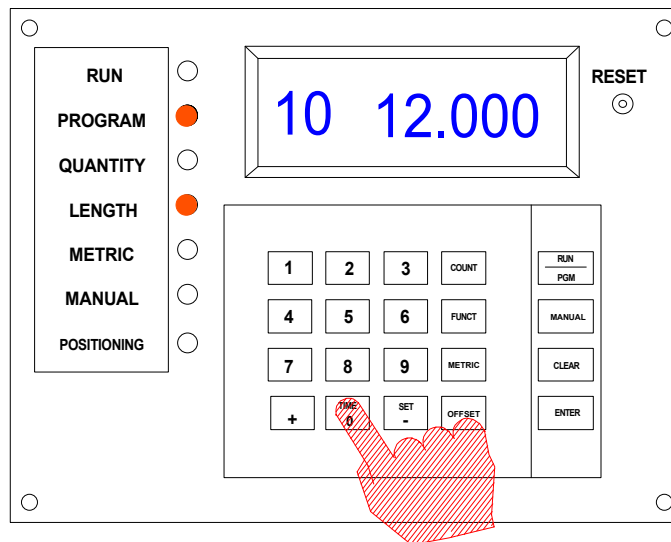 RUN
PROGRAM
QUANTITY
LENGTH
METRIC
MANUAL
POSITIONING
10 12.000
RESET
1 2 3 COUNT
RUN
PGM
4 5 6 FUNCT MANUAL
7 8 9 METRIC CLEAR
TIME SET
+ 0 - OFFSET ENTER